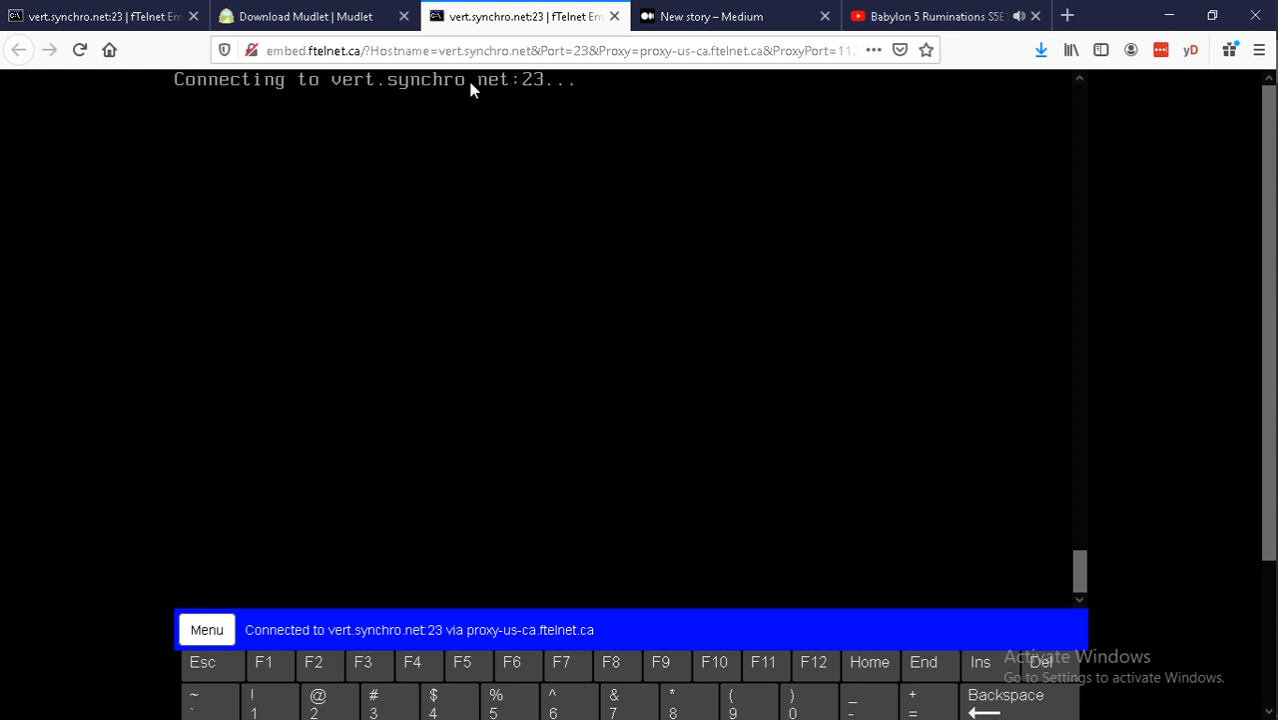 vert.synchro.net:23 | fTelnet Em
Download Mudlet | Mudlet
vert.synchro.net:23 | fTelnet Em
New story – Medium
Babylon 5 Ruminations S5E
embed.ftelnet.ca/?Hostname=vert.synchro.net&Port=23&Proxy=proxy-us-ca.ftelnet.ca&ProxyPort=112
yD
Connecting to vert.synchro.net:23...
Menu
Connected to vert.synchro.net:23 via proxy-us-ca.ftelnet.ca
Esc F1 F2 F3 F4 F5 F6 F7 F8 F9 F10 F11 F12 Home End Ins Del
Activate Windows
Go to Settings to activate Windows.
~ ! @ # $ % ^ & * ( ) _ + Backspace
` 1 2 3 4 5 6 7 8 9 0 - =